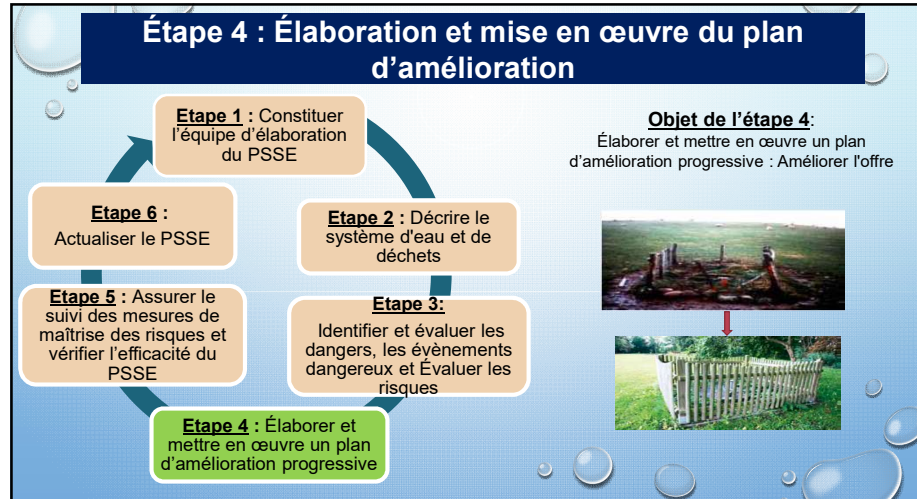 Étape 4 : Élaboration et mise en œuvre du plan
d’amélioration
Etape 1 : Constituer
l’équipe d’élaboration
du PSSE
Etape 2 : Décrire le
système d'eau et de
déchets
Etape 3:
Identifier et évaluer les
dangers, les évènements
dangereux et Évaluer les
risques
Etape 4 : Élaborer et
mettre en œuvre un plan
d’amélioration progressive
Etape 5 : Assurer le
suivi des mesures de
maîtrise des risques et
vérifier l’efficacité du
PSSE
Etape 6 :
Actualiser le PSSE
Objet de l’étape 4:
Élaborer et mettre en œuvre un plan
d’amélioration progressive : Améliorer l'offre